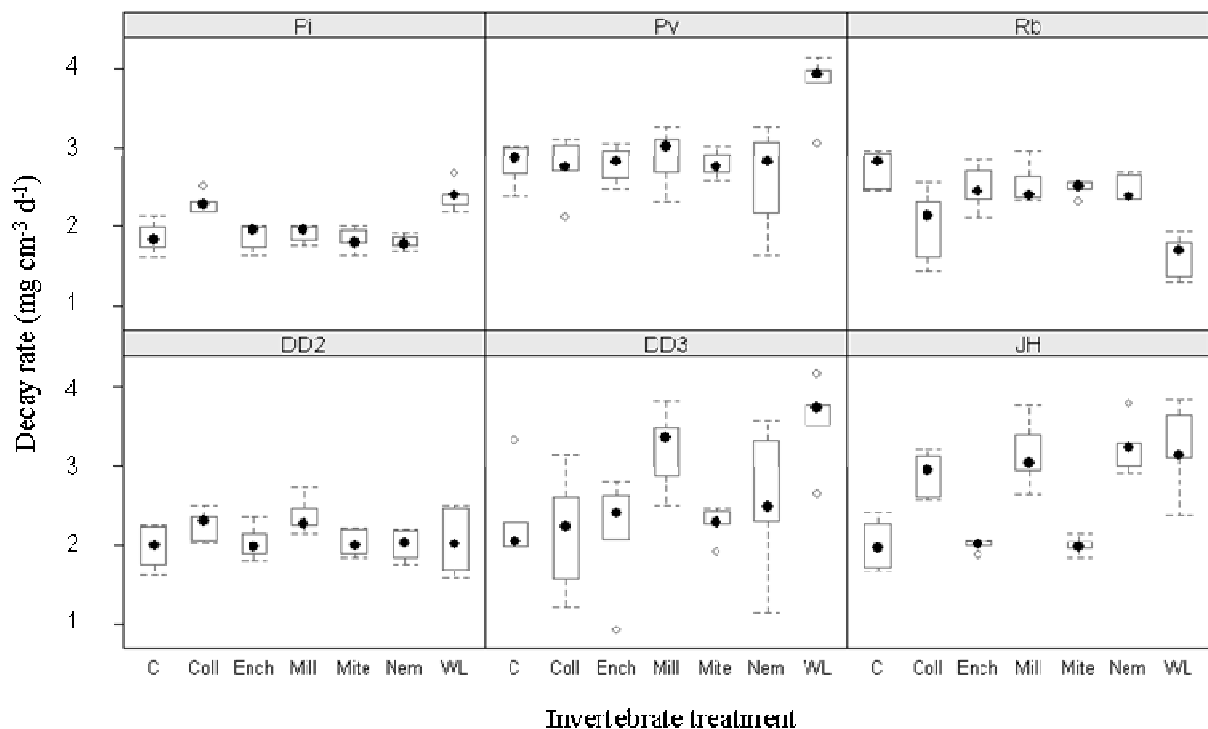 Pi Pv Rb
4
3
2
1
DD2 DD3 JH
4
3
2
1
Decay rate (mg cm-3 d-1)
C Coll Ench Mill Mite Nem WL C Coll Ench Mill Mite Nem WL C Coll Ench Mill Mite Nem WL
Invertebrate treatment